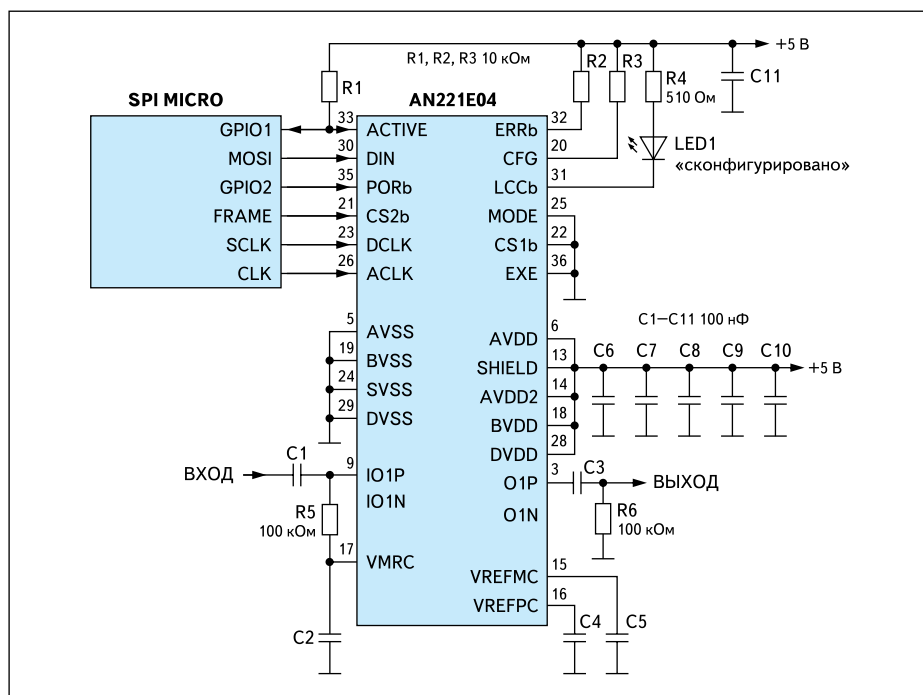 +5 В
R1, R2, R3 10 кОм
R2
R3
R4
510 Ом
C11
R1
SPI MICRO
AN221E04
GPIO1
33
ACTIVE
ERRb
32
LED1
«сконфигурировано»
MOSI
30
DIN
CFG
20
GPIO2
35
PORb
LCCb
31
FRAME
21
CS2b
MODE
25
SCLK
23
DCLK
CS1b
22
CLK
26
ACLK
EXE
36
C1–C11 100 нФ
5
AVSS
AVDD
6
C6
C7
C8
C9
C10
19
BVSS
SHIELD
13
+5 В
24
SVSS
AVDD2
14
29
DVSS
BVDD
18
DVDD
28
ВХОД
C1
9
IO1P
O1P
3
C3
ВЫХОД
IO1N
O1N
R5
100 кОм
R6
100 кОм
17
VMRC
VREFMC
15
VREFPC
16
C2
C4
C5